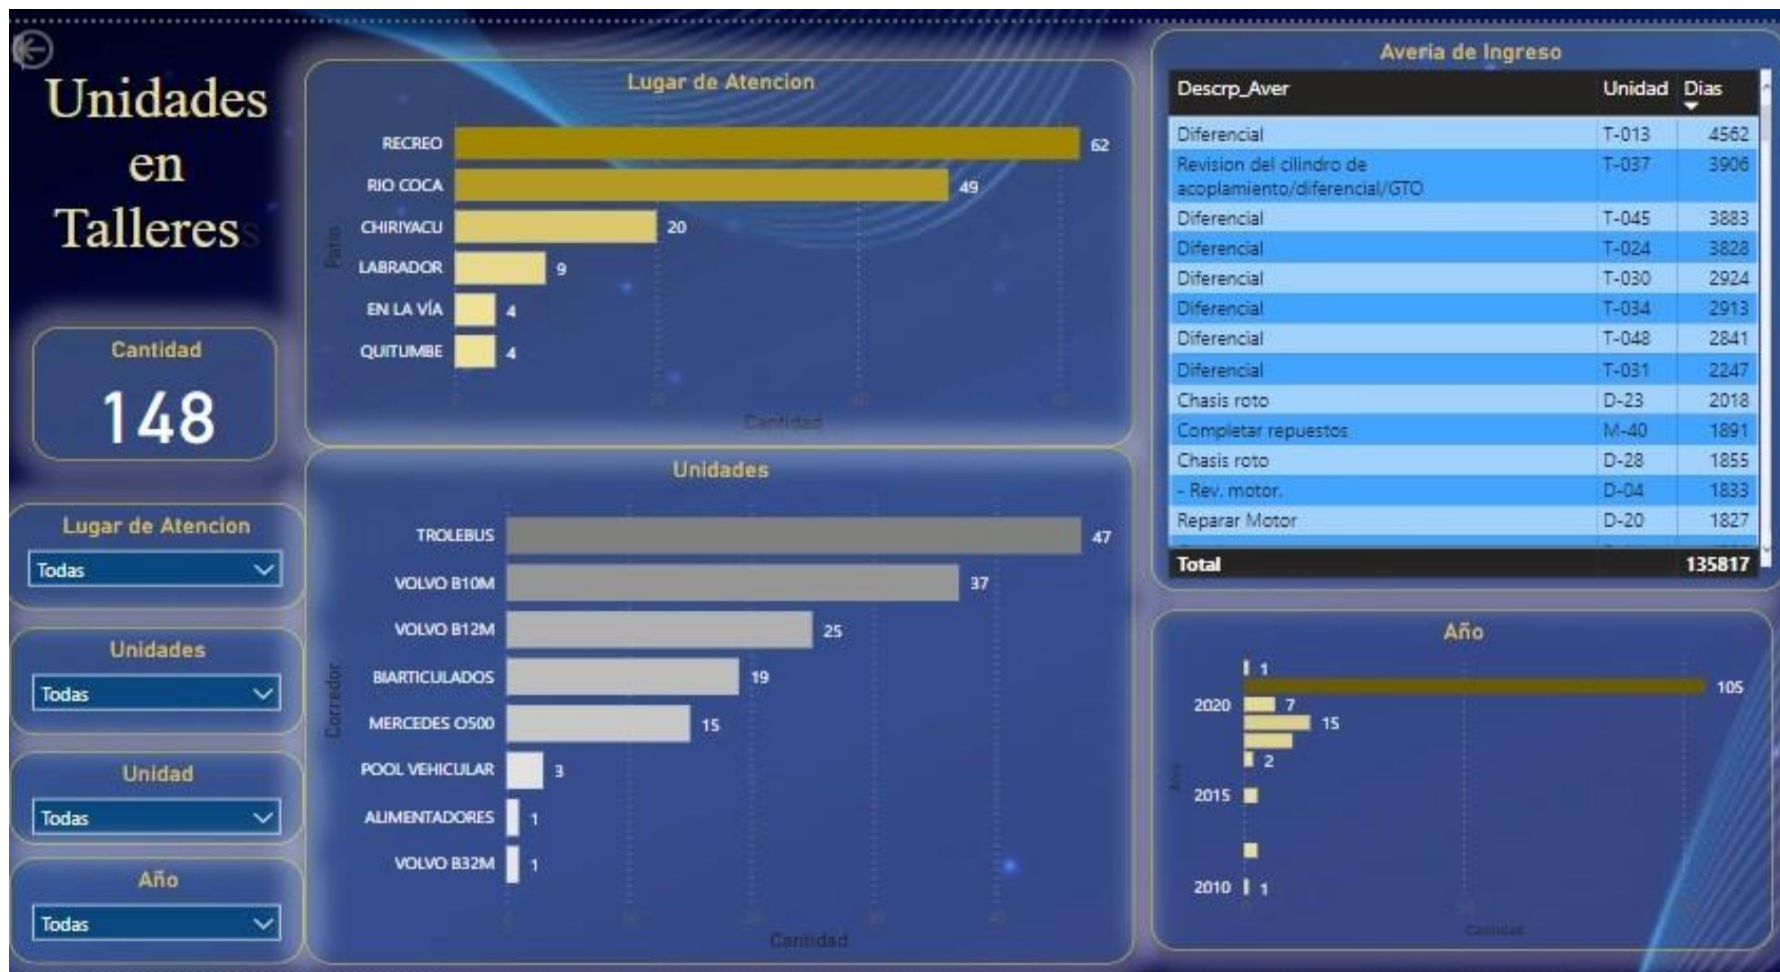 Unidades
en
Talleres
Cantidad
148
Lugar de Atencion
Todas
Unidades
Todas
Unidad
Todas
Año
Todas
Lugar de Atencion
Patio
RECREO 62
RIO COCA 49
CHIRIYACU 20
LABRADOR 9
EN LA VÍA 4
QUITUMBE 4
Cantidad
Unidades
Corredor
TROLEBUS 47
VOLVO B10M 37
VOLVO B12M 25
BIARTICULADOS 19
MERCEDES O500 15
POOL VEHICULAR 3
ALIMENTADORES 1
VOLVO B32M 1
Cantidad
Avería de Ingreso
Descrp_Aver Unidad Dias
Diferencial T-013 4562
Revision del cilindro de T-037 3906
acoplamiento/diferencial/GTO
Diferencial T-045 3883
Diferencial T-024 3828
Diferencial T-030 2924
Diferencial T-034 2913
Diferencial T-048 2841
Diferencial T-031 2247
Chasis roto D-23 2018
Completar repuestos M-40 1891
Chasis roto D-28 1855
- Rev. motor. D-04 1833
Reparar Motor D-20 1827
Total 135817
Año
1
105
2020 7
15
2
2015
2010 1
Cantidad